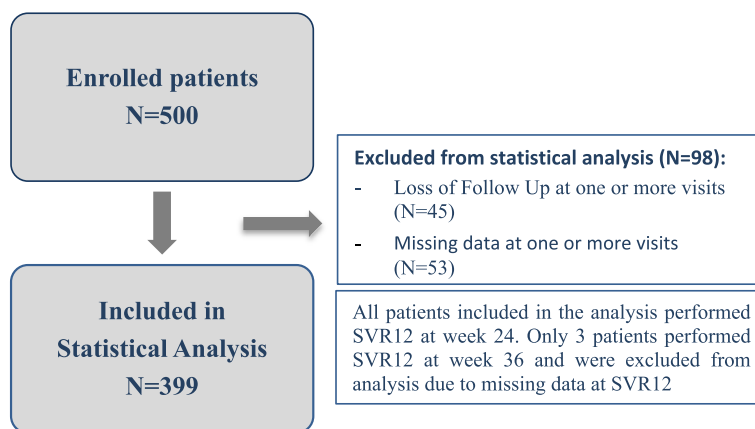 Enrolled patients
N=500
Excluded from statistical analysis (N=98):
- Loss of Follow Up at one or more visits
(N=45)
- Missing data at one or more visits
(N=53)
Included in
Statistical Analysis
N=399
All patients included in the analysis performed
SVR12 at week 24. Only 3 patients performed
SVR12 at week 36 and were excluded from
analysis due to missing data at SVR12